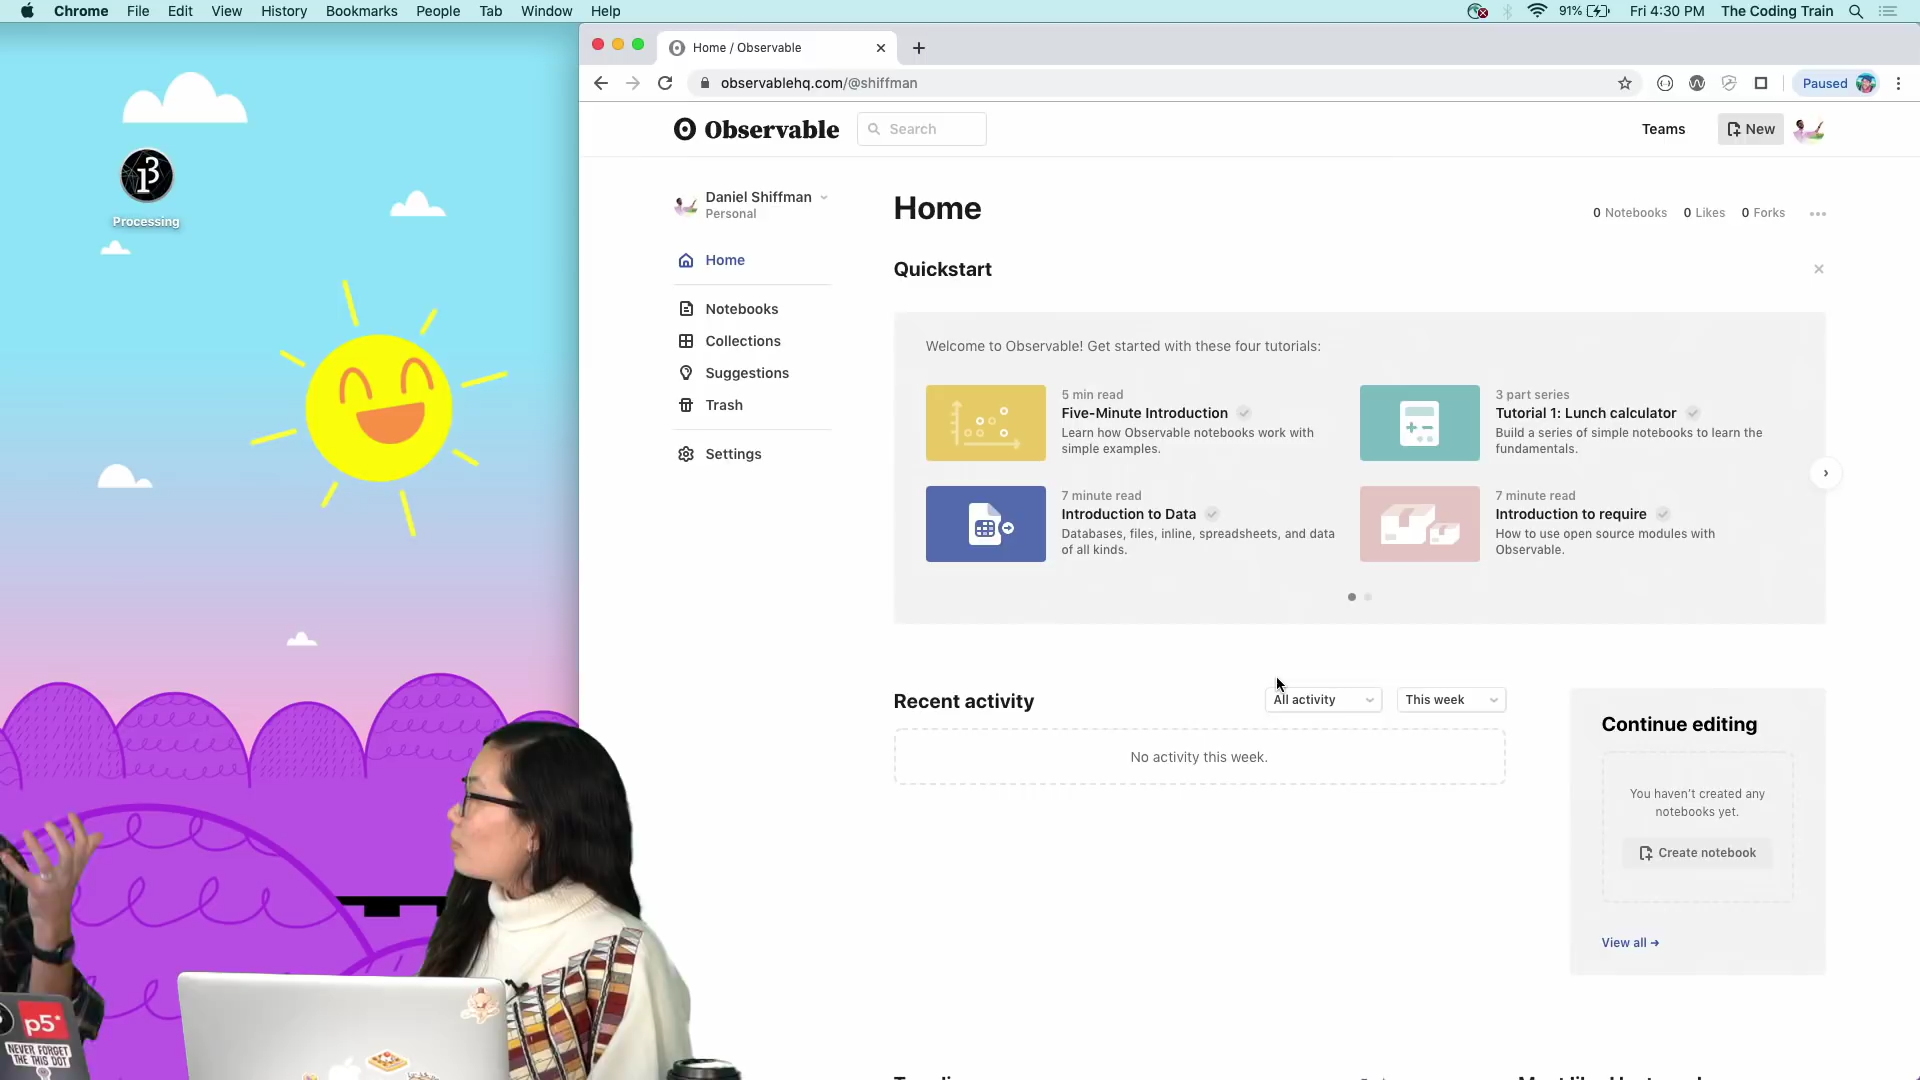 Chrome File Edit View History Bookmarks People Tab Window Help
91% Fri 4:30 PM The Coding Train
Home / Observable
observablehq.com/@shiffman
Paused
Observable
Search
Teams
New
Processing
Daniel Shiffman
Personal
Home
Notebooks
Collections
Suggestions
Trash
Settings
Home
0 Notebooks 0 Likes 0 Forks
Quickstart
Welcome to Observable! Get started with these four tutorials:
5 min read
Five-Minute Introduction
Learn how Observable notebooks work with
simple examples.
3 part series
Tutorial 1: Lunch calculator
Build a series of simple notebooks to learn the
fundamentals.
7 minute read
Introduction to Data
Databases, files, inline, spreadsheets, and data
of all kinds.
7 minute read
Introduction to require
How to use open source modules with
Observable.
Recent activity
All activity
This week
No activity this week.
Continue editing
You haven't created any
notebooks yet.
Create notebook
View all →
p5*
NEVER FORGET
THE THIS DOT